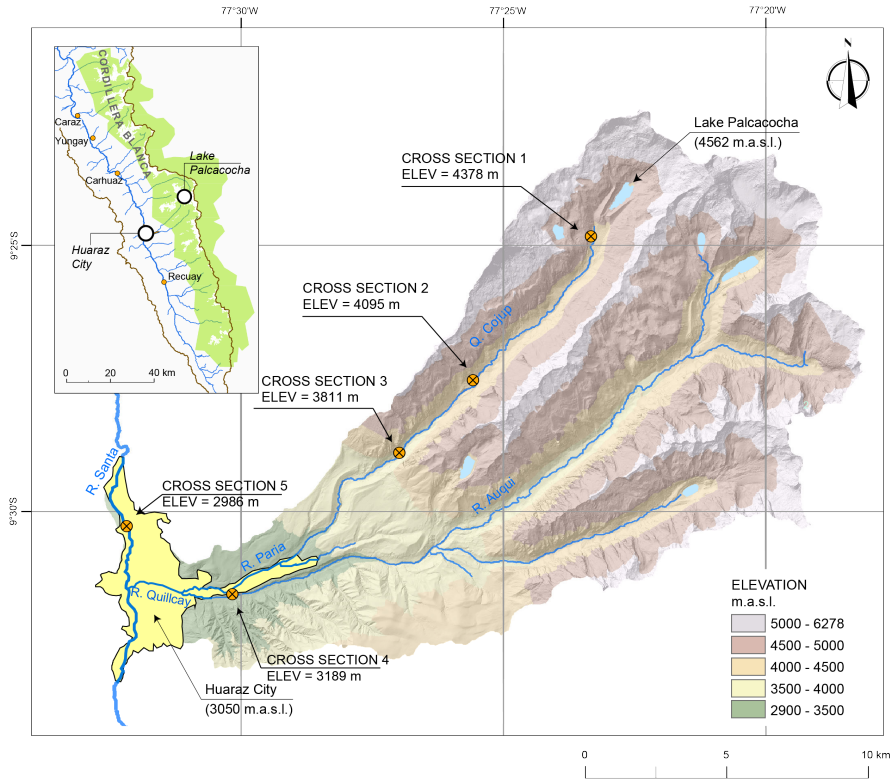 77°30'W
77°25'W
77°20'W
N
CORDILLERA BLANCA
Caraz
Yungay
Carhuaz
Lake
Palcacocha
Huaraz
City
Recuay
0 20 40 km
Lake Palcacocha
(4562 m.a.s.l.)
CROSS SECTION 1
ELEV = 4378 m
9°25'S
CROSS SECTION 2
ELEV = 4095 m
Q. Cojup
CROSS SECTION 3
ELEV = 3811 m
R. Santa
CROSS SECTION 5
ELEV = 2986 m
R. Auqui
9°30'S
R. Paria
R. Quillcay
CROSS SECTION 4
ELEV = 3189 m
Huaraz City
(3050 m.a.s.l.)
ELEVATION
m.a.s.l.
5000 - 6278
4500 - 5000
4000 - 4500
3500 - 4000
2900 - 3500
0 5 10 km